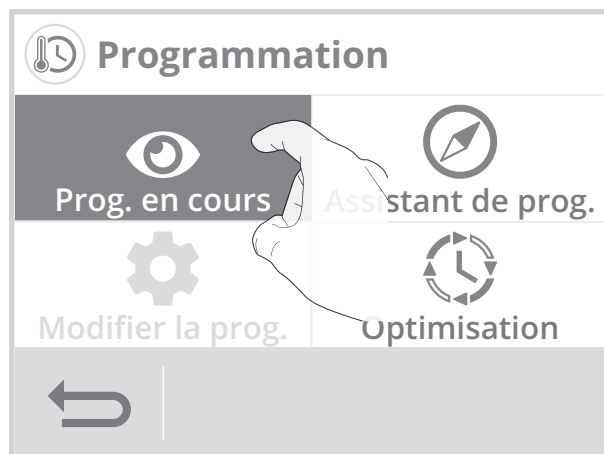 Programmation
Prog. en cours
Assistant de prog.
Modifier la prog.
Optimisation